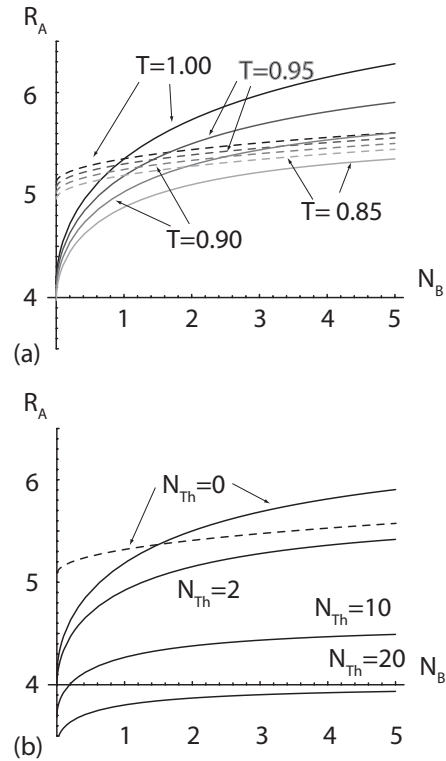 R_A
T=1.00
T=0.95
6
5
T=0.90
T= 0.85
N_B
4
1 2 3 4 5
(a)
R_A
6
N_Th=0
5
N_Th=2
N_Th=10
N_Th=20
N_B
4
1 2 3 4 5
(b)